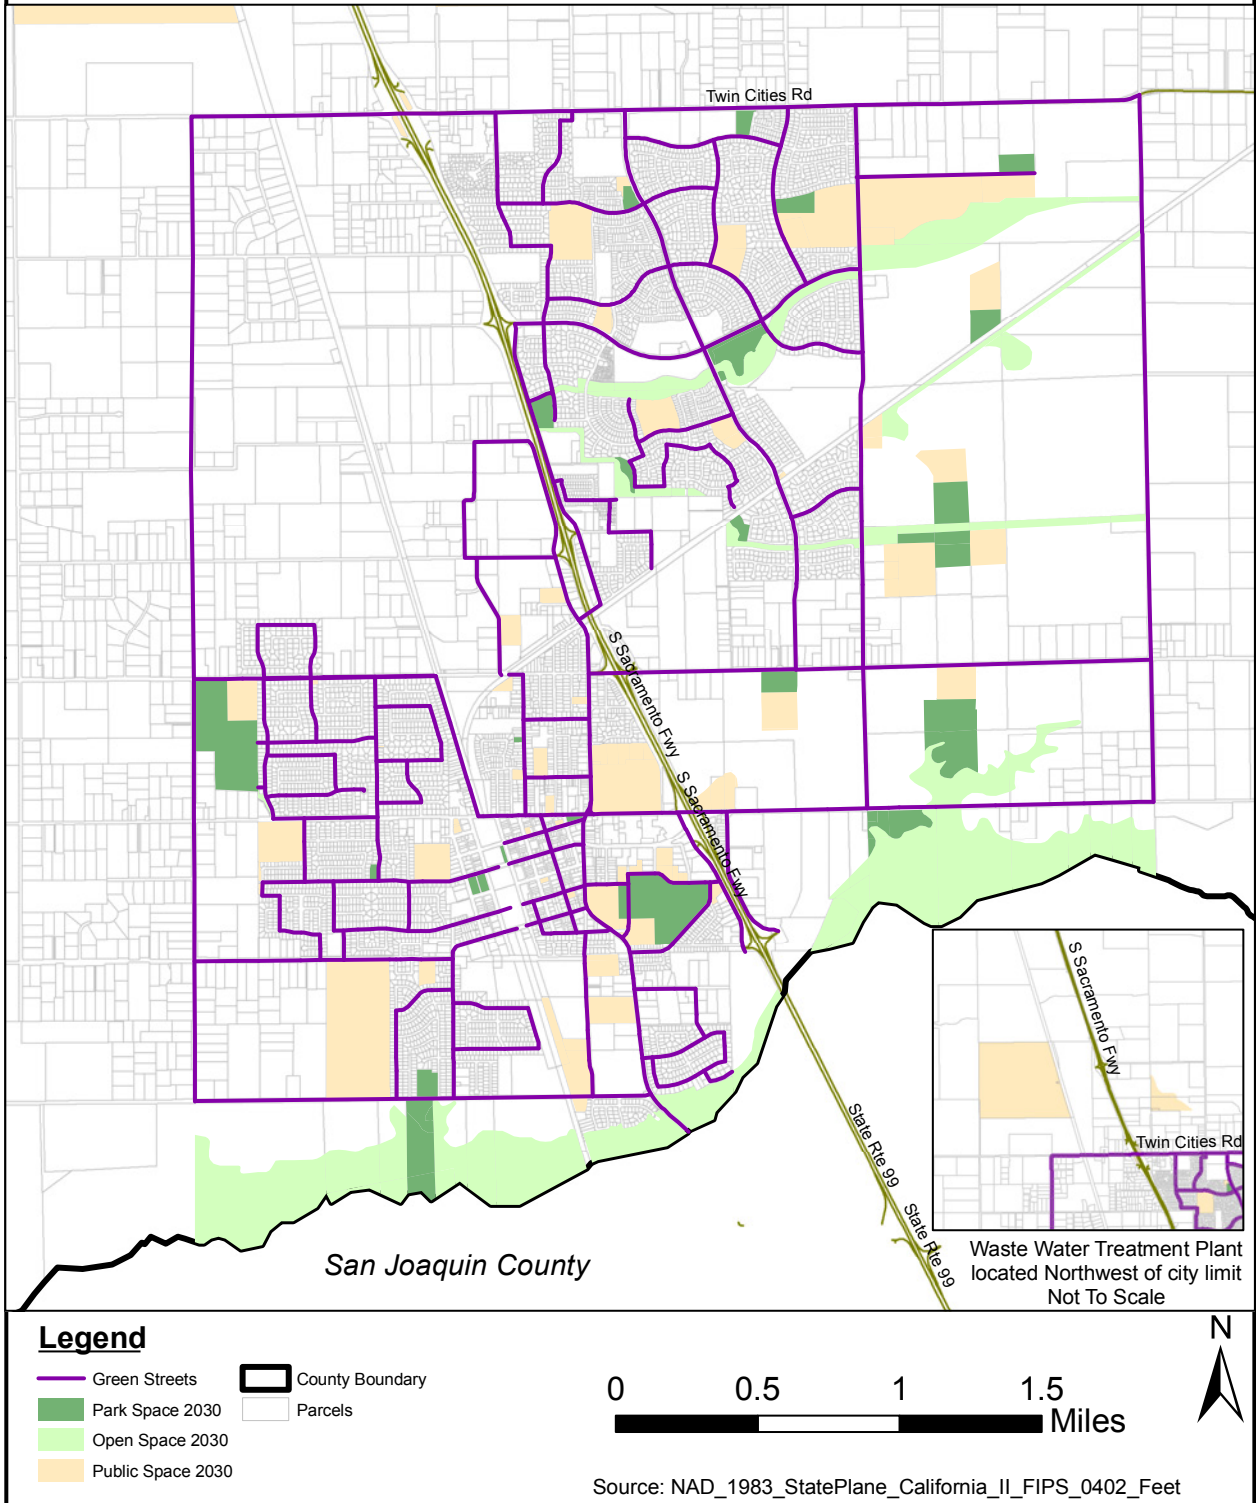 Twin Cities Rd
S Sacramento Fwy
S Sacramento Fwy
S Sacramento Fwy
Twin Cities Rd
State Rte 99
State Rte 99
San Joaquin County
Waste Water Treatment Plant
located Northwest of city limit
Not To Scale
Legend
Green Streets
County Boundary
Park Space 2030
Parcels
Open Space 2030
Public Space 2030
0 0.5 1 1.5
Miles
N
Source: NAD_1983_StatePlane_California_II_FIPS_0402_Feet